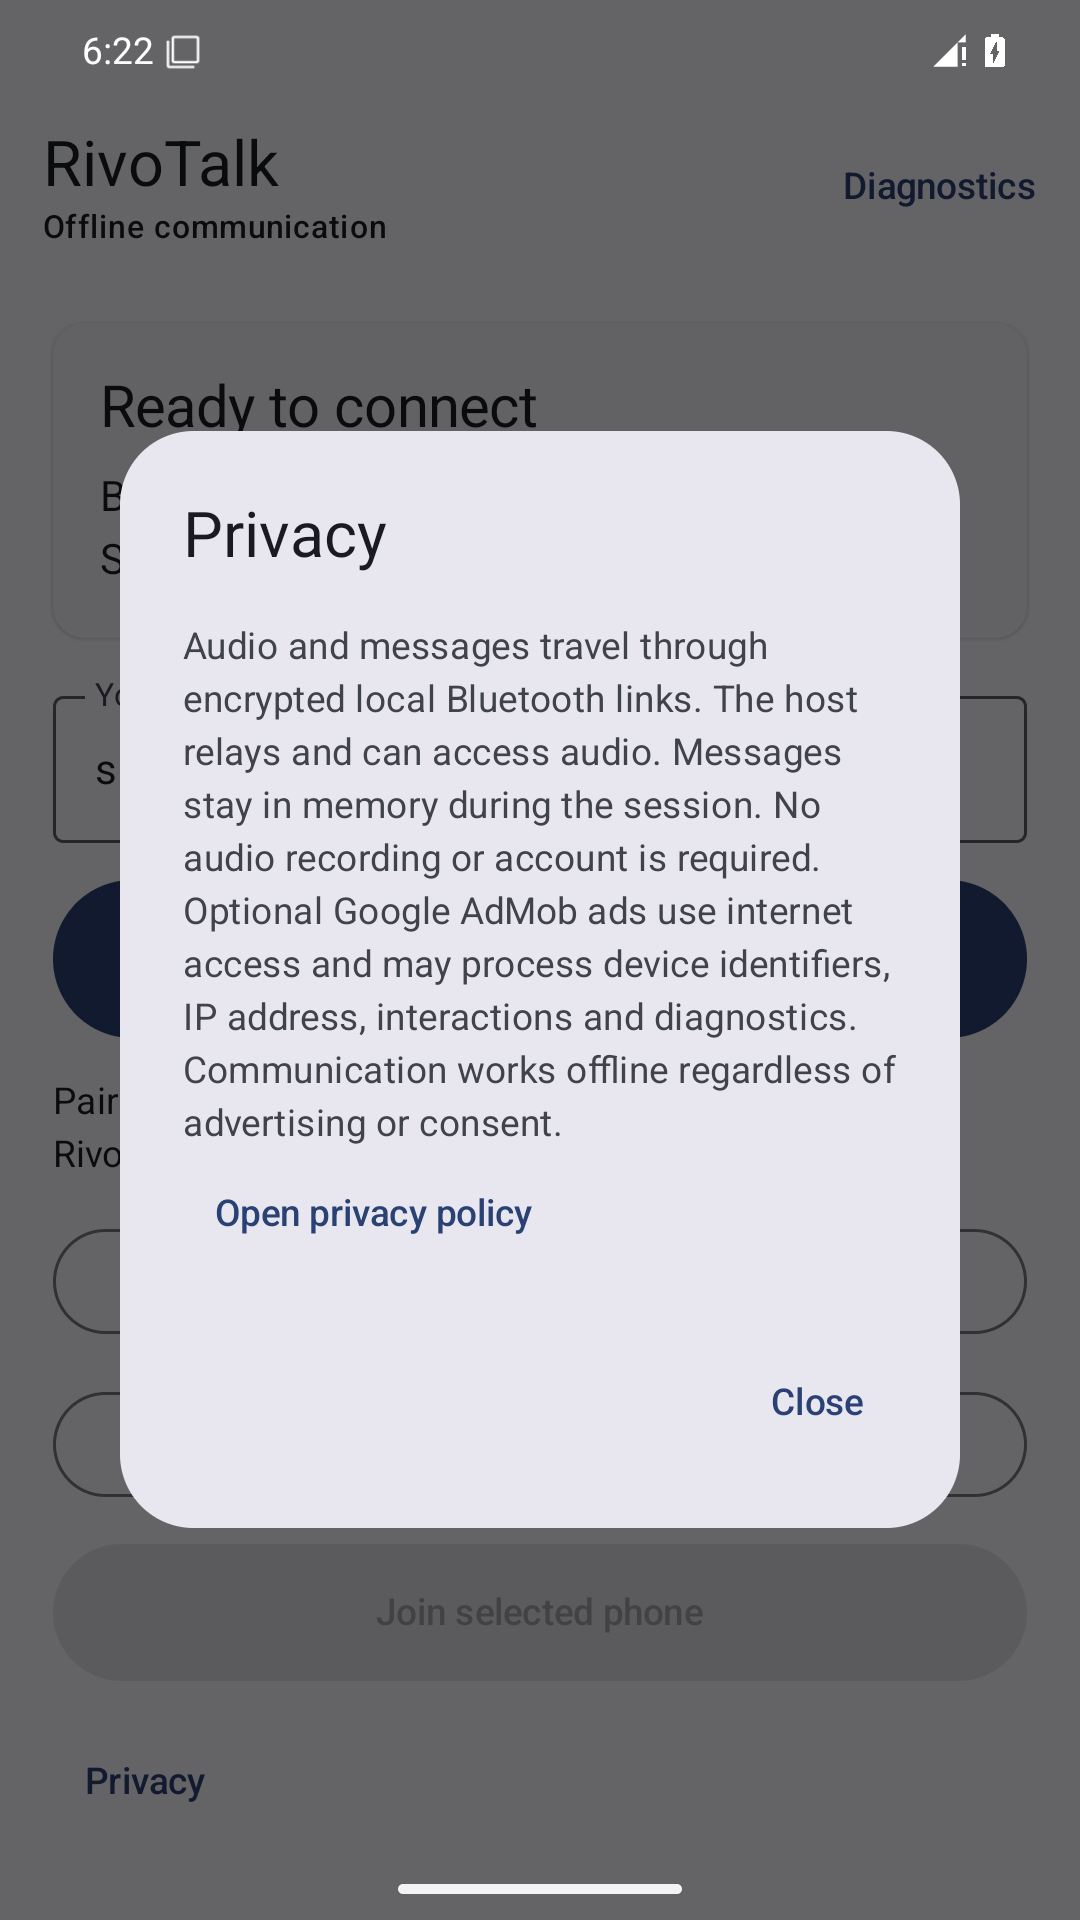 6:22
RivoTalk
Diagnostics
Offline communication
Ready to connect
Privacy
Audio and messages travel through
encrypted local Bluetooth links. The host
relays and can access audio. Messages
stay in memory during the session. No
audio recording or account is required.
Optional Google AdMob ads use internet
access and may process device identifiers,
IP address, interactions and diagnostics.
Communication works offline regardless of
advertising or consent.
Open privacy policy
Close
Join selected phone
Privacy